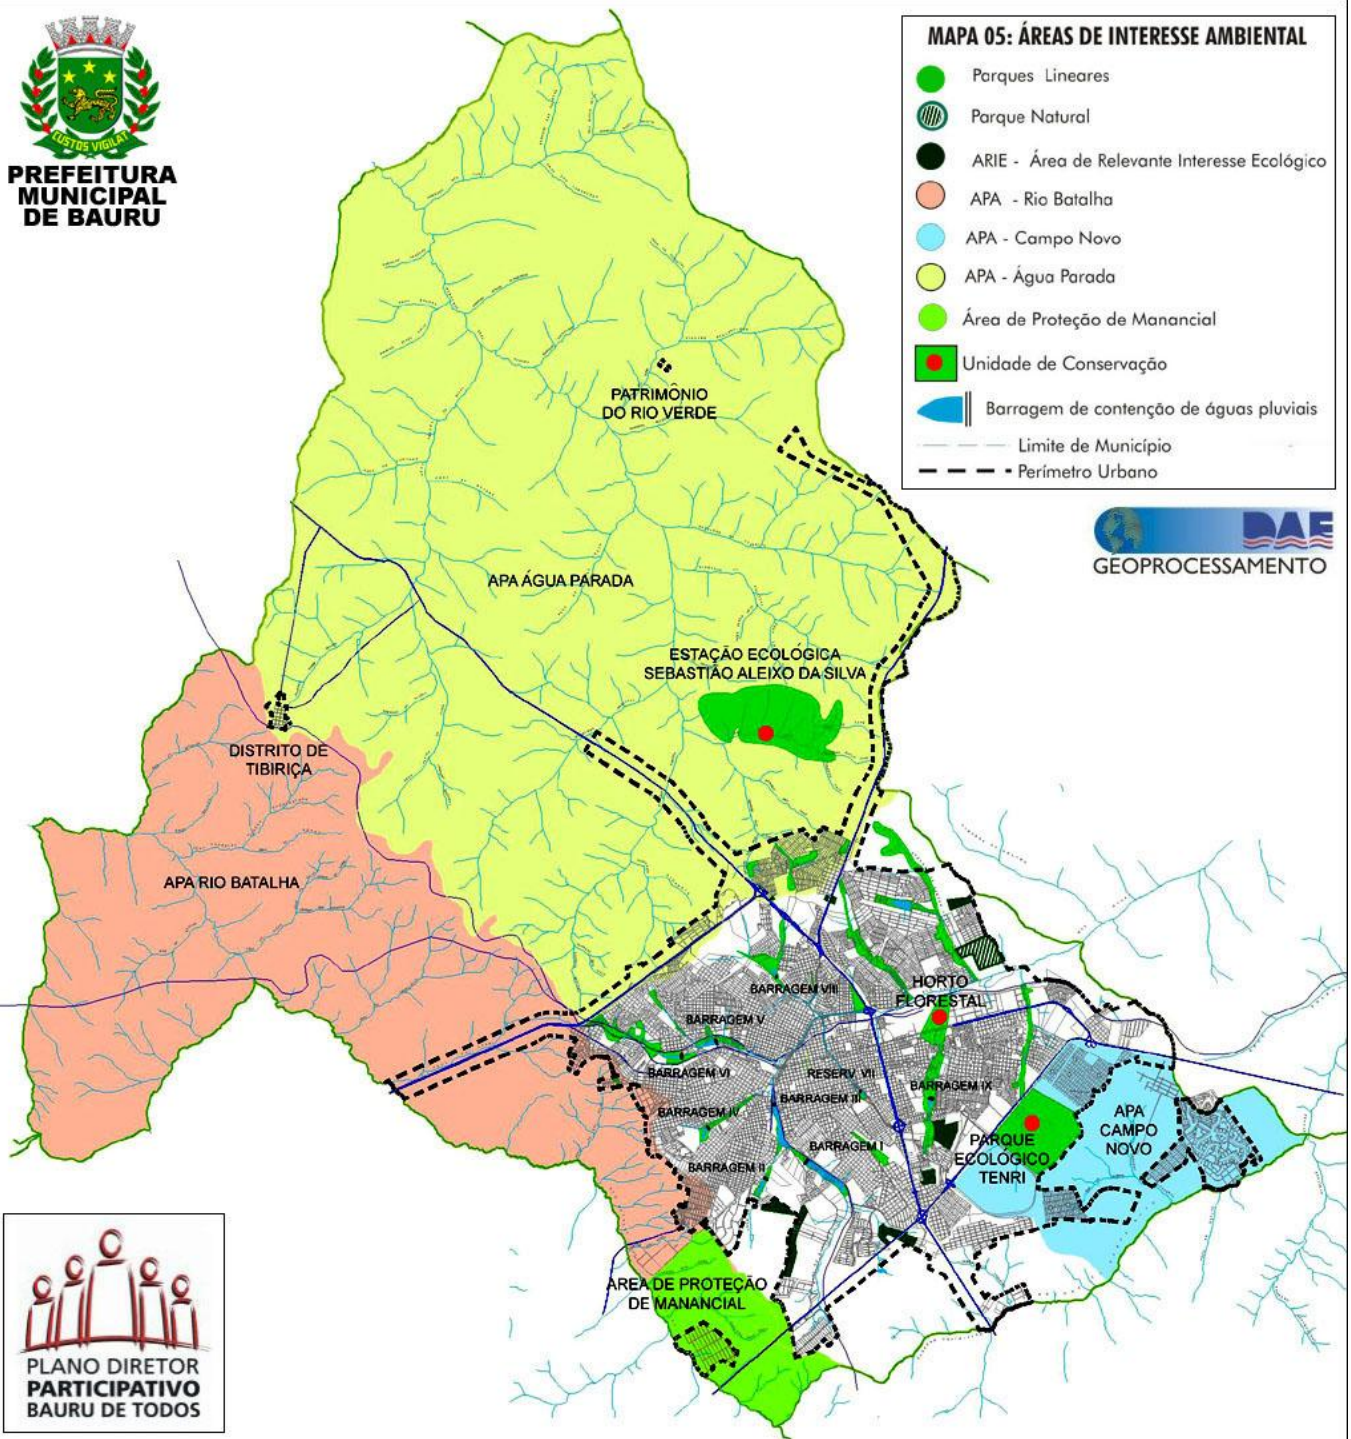 CUSTOS VIGILAT
PREFEITURA
MUNICIPAL
DE BAURU
MAPA 05: ÁREAS DE INTERESSE AMBIENTAL
Parques Lineares
Parque Natural
ARIE - Área de Relevante Interesse Ecológico
APA - Rio Batalha
APA - Campo Novo
APA - Água Parada
Área de Proteção de Manancial
Unidade de Conservação
Barragem de contenção de águas pluviais
Limite de Município
Perímetro Urbano
DAE
GEOPROCESSAMENTO
PATRIMÔNIO
DO RIO VERDE
APA ÁGUA PARADA
ESTAÇÃO ECOLÓGICA
SEBASTIÃO ALEIXO DA SILVA
DISTRITO DE
TIBIRIÇA
APA RIO BATALHA
BARRAGEM VIII
HORTO
FLORESTAL
BARRAGEM V
BARRAGEM VI
RESERV. VII
BARRAGEM IX
BARRAGEM III
BARRAGEM IV
BARRAGEM I
BARRAGEM II
PARQUE
ECOLÓGICO
TENRI
APA
CAMPO
NOVO
ÁREA DE PROTEÇÃO
DE MANANCIAL
PLANO DIRETOR
PARTICIPATIVO
BAURU DE TODOS